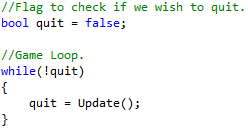 //Flag to check if we wish to quit.
bool quit = false;

//Game Loop.
while(!quit)
{
    quit = Update();
}